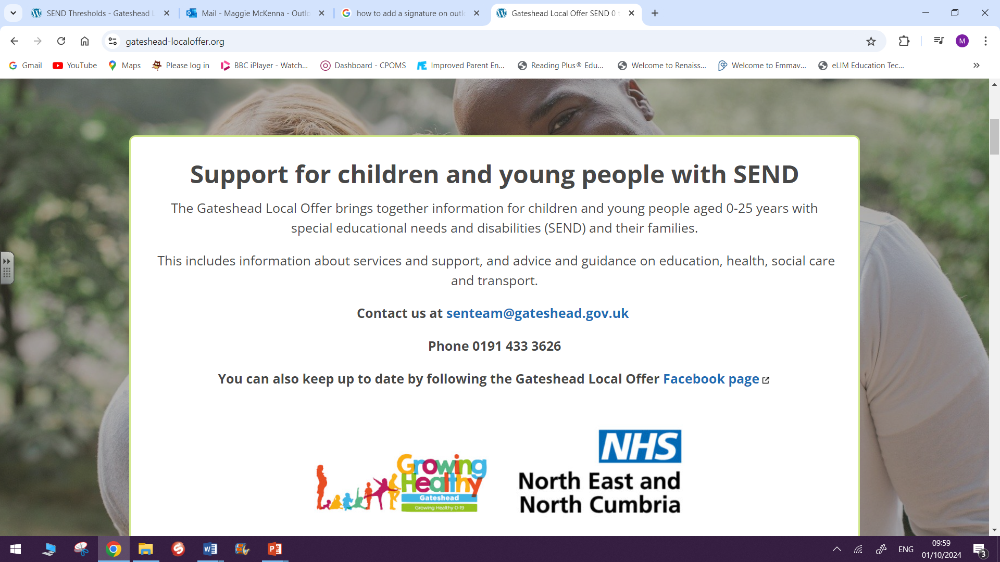 SEND Thresholds - Gateshead L
Mail - Maggie McKenna - Outlo
how to add a signature on outl
Gateshead Local Offer SEND 0 t
gateshead-localoffer.org
M
Gmail
YouTube
Maps
Please log in
BBC iPlayer - Watch...
Dashboard - CPOMS
Improved Parent En...
Reading Plus® Edu...
Welcome to Renaiss...
Welcome to Emmav...
eLIM Education Tec...
Support for children and young people with SEND
The Gateshead Local Offer brings together information for children and young people aged 0-25 years with
special educational needs and disabilities (SEND) and their families.
This includes information about services and support, and advice and guidance on education, health, social care
and transport.
Contact us at senteam@gateshead.gov.uk
Phone 0191 433 3626
You can also keep up to date by following the Gateshead Local Offer Facebook page
Growing
Healthy
Gateshead
Growing Healthy 0-19
NHS
North East and
North Cumbria
ENG
09:59
01/10/2024
3